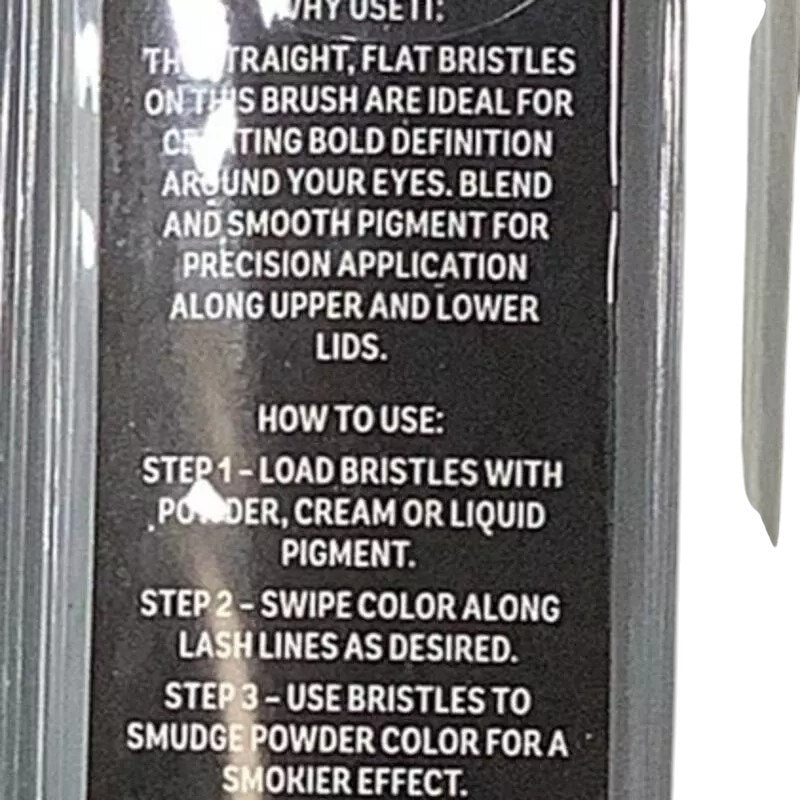 WHY USE IT:
THE STRAIGHT, FLAT BRISTLES
ON THIS BRUSH ARE IDEAL FOR
CREATING BOLD DEFINITION
AROUND YOUR EYES. BLEND
AND SMOOTH PIGMENT FOR
PRECISION APPLICATION
ALONG UPPER AND LOWER
LIDS.
HOW TO USE:
STEP 1 – LOAD BRISTLES WITH
POWDER, CREAM OR LIQUID
PIGMENT.
STEP 2 – SWIPE COLOR ALONG
LASH LINES AS DESIRED.
STEP 3 – USE BRISTLES TO
SMUDGE POWDER COLOR FOR A
SMOKIER EFFECT.